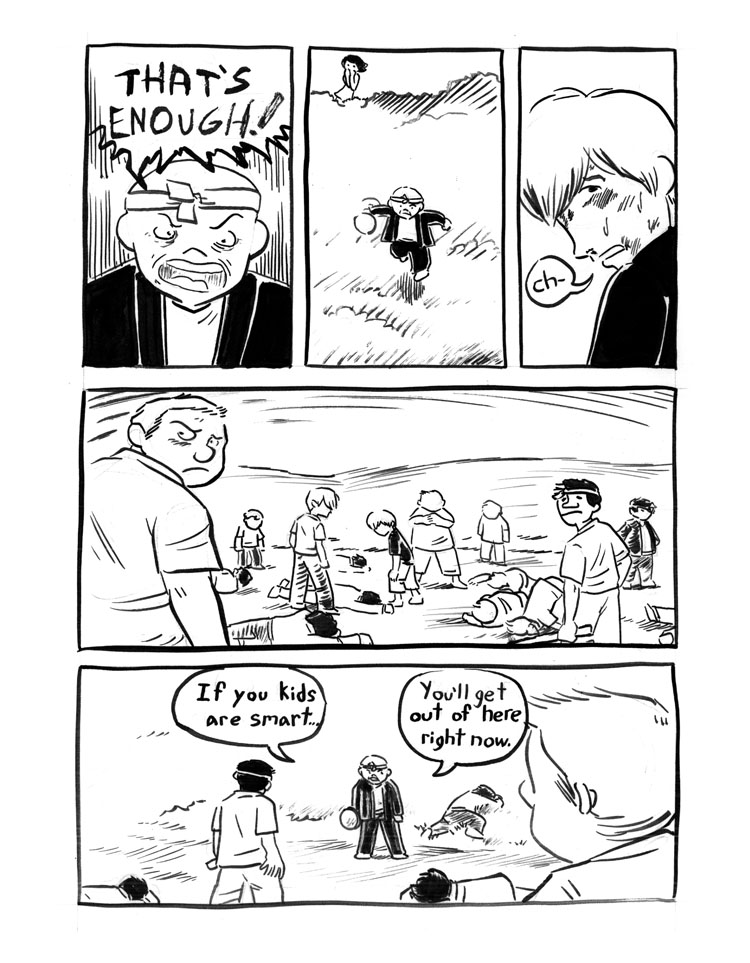 THAT'S
ENOUGH!
ch-
If you kids
are smart...
You'll get
out of here
right now.